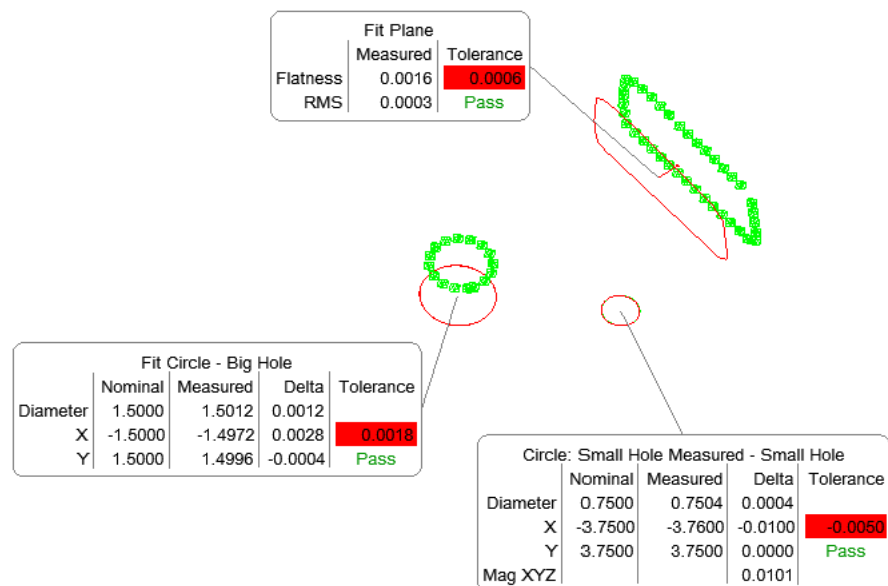 Fit Plane
Measured Tolerance
Flatness 0.0016 0.0006
RMS 0.0003 Pass
Fit Circle - Big Hole
Nominal Measured Delta Tolerance
Diameter 1.5000 1.5012 0.0012
X -1.5000 -1.4972 0.0028 0.0018
Y 1.5000 1.4996 -0.0004 Pass
Circle: Small Hole Measured - Small Hole
Nominal Measured Delta Tolerance
Diameter 0.7500 0.7504 0.0004
X -3.7500 -3.7600 -0.0100 -0.0050
Y 3.7500 3.7500 0.0000 Pass
Mag XYZ 0.0101